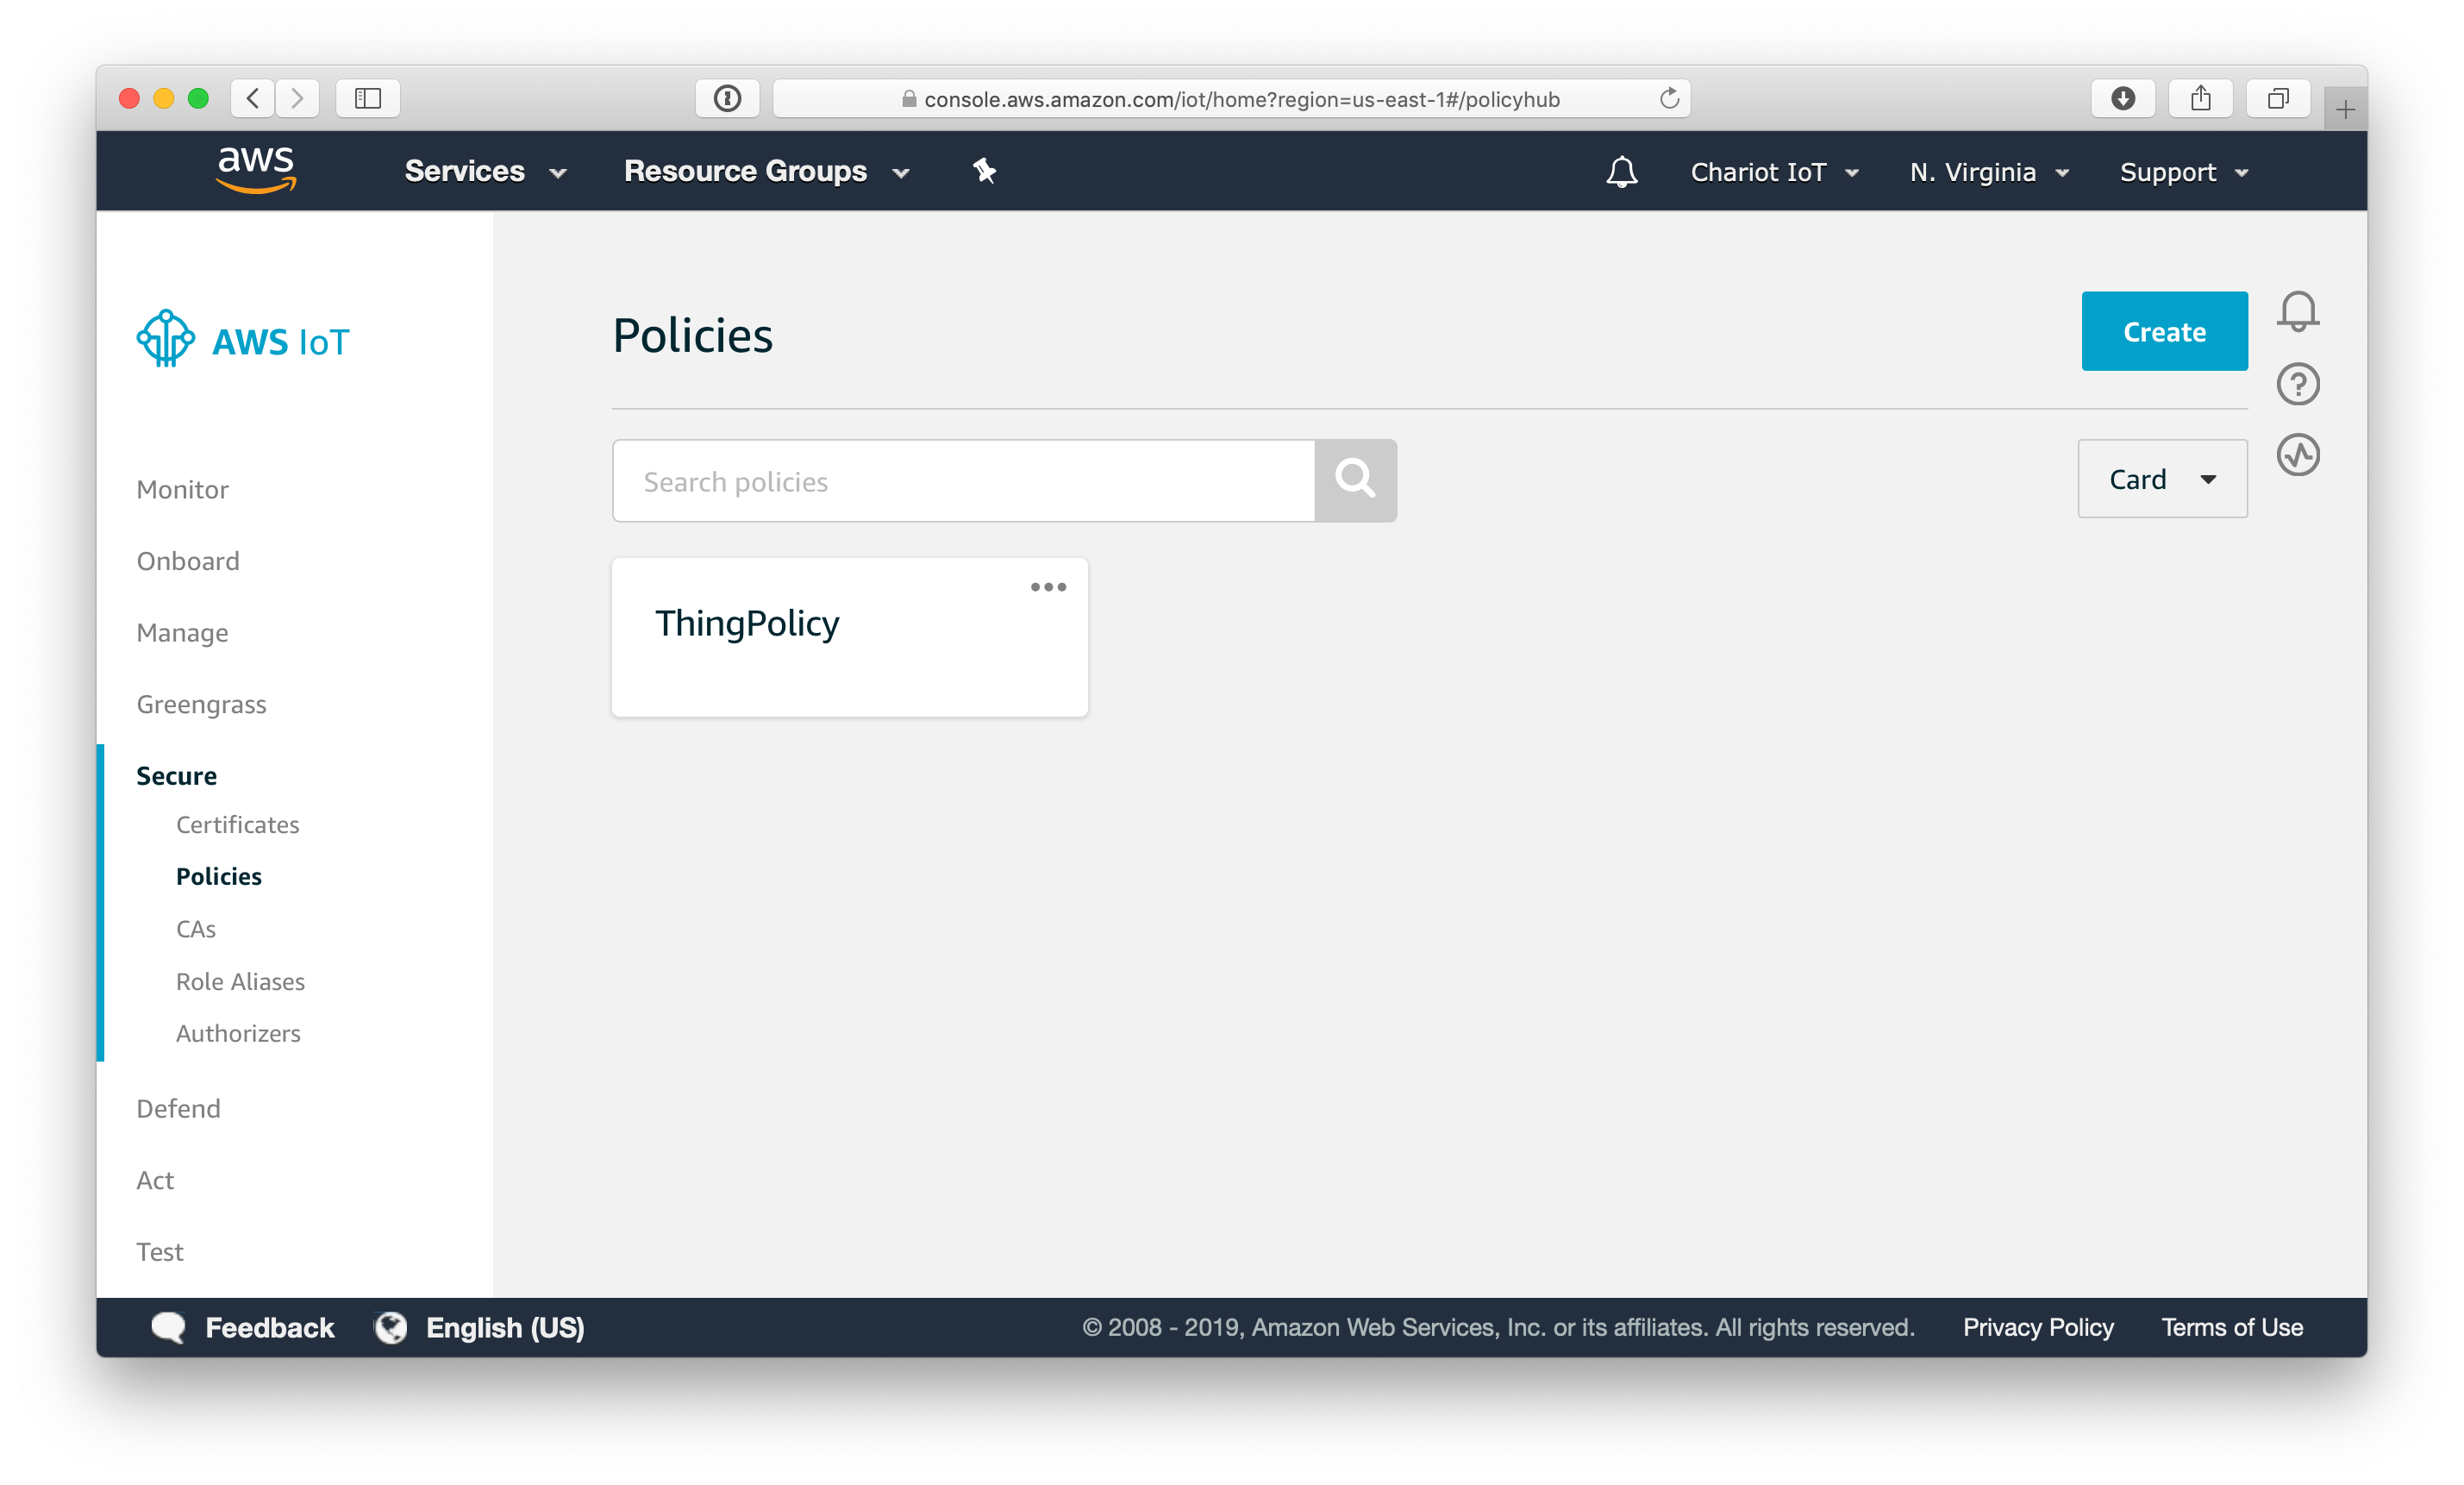 console.aws.amazon.com/iot/home?region=us-east-1#/policyhub
aws
Services
Resource Groups
Chariot IoT
N. Virginia
Support
AWS IoT
Monitor
Onboard
Manage
Greengrass
Secure
Certificates
Policies
CAs
Role Aliases
Authorizers
Defend
Act
Test
Policies
Create
Search policies
Card
ThingPolicy
Feedback
English (US)
© 2008 - 2019, Amazon Web Services, Inc. or its affiliates. All rights reserved.
Privacy Policy
Terms of Use